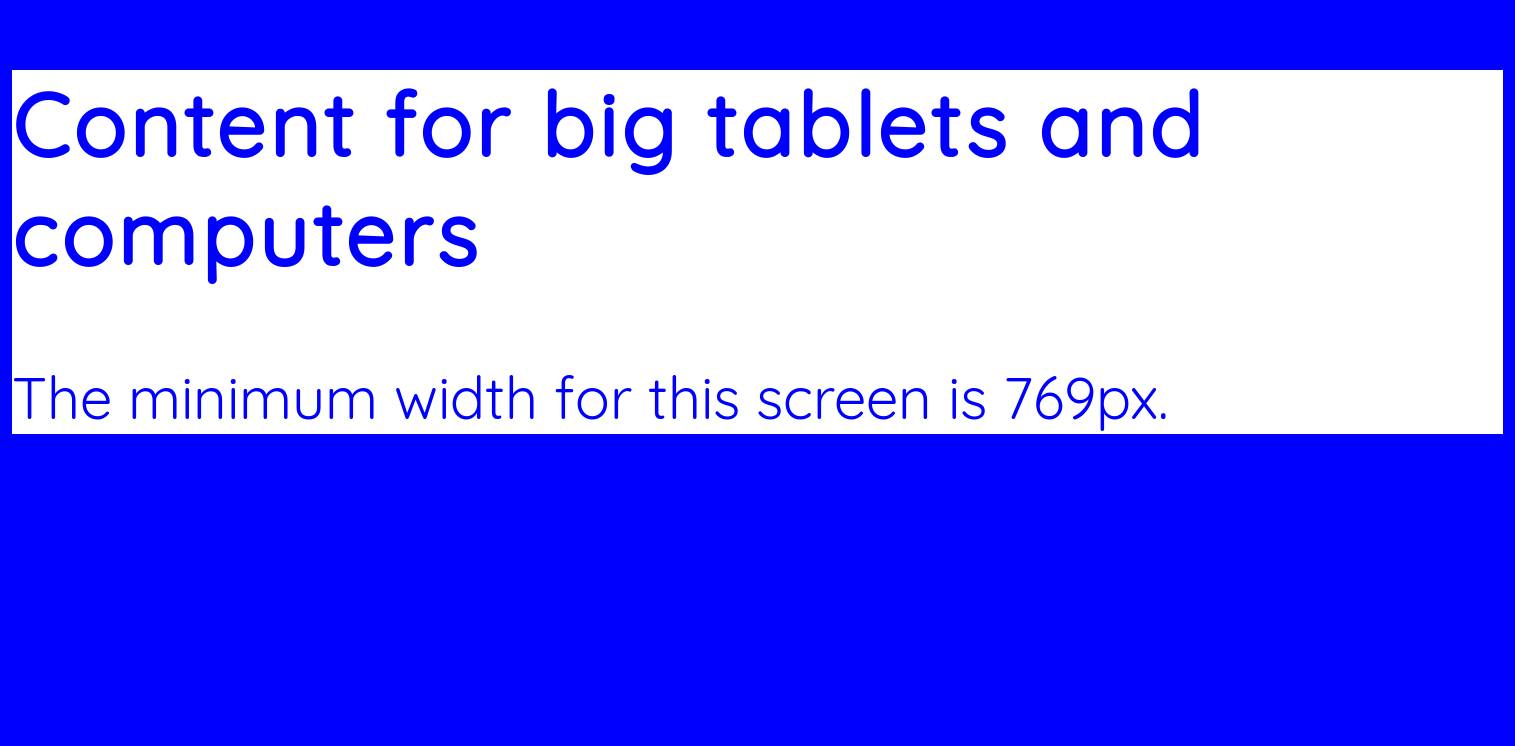 Content for big tablets and
computers
The minimum width for this screen is 769px.